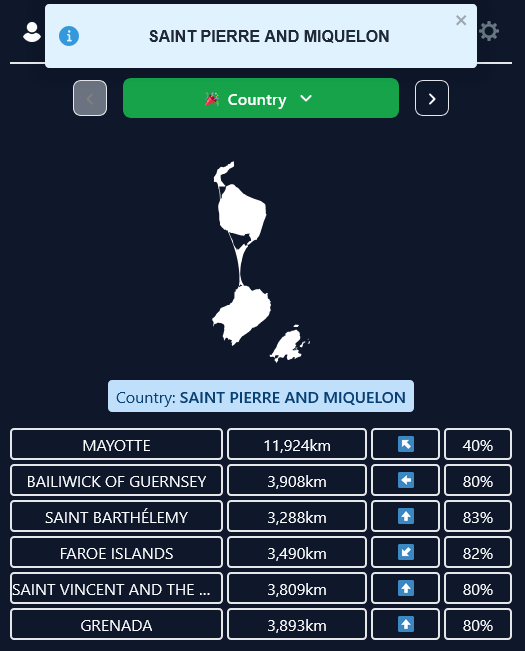 SAINT PIERRE AND MIQUELON
Country
Country: SAINT PIERRE AND MIQUELON
MAYOTTE 11,924km 40%
BAILIWICK OF GUERNSEY 3,908km 80%
SAINT BARTHÉLEMY 3,288km 83%
FAROE ISLANDS 3,490km 82%
SAINT VINCENT AND THE ... 3,809km 80%
GRENADA 3,893km 80%